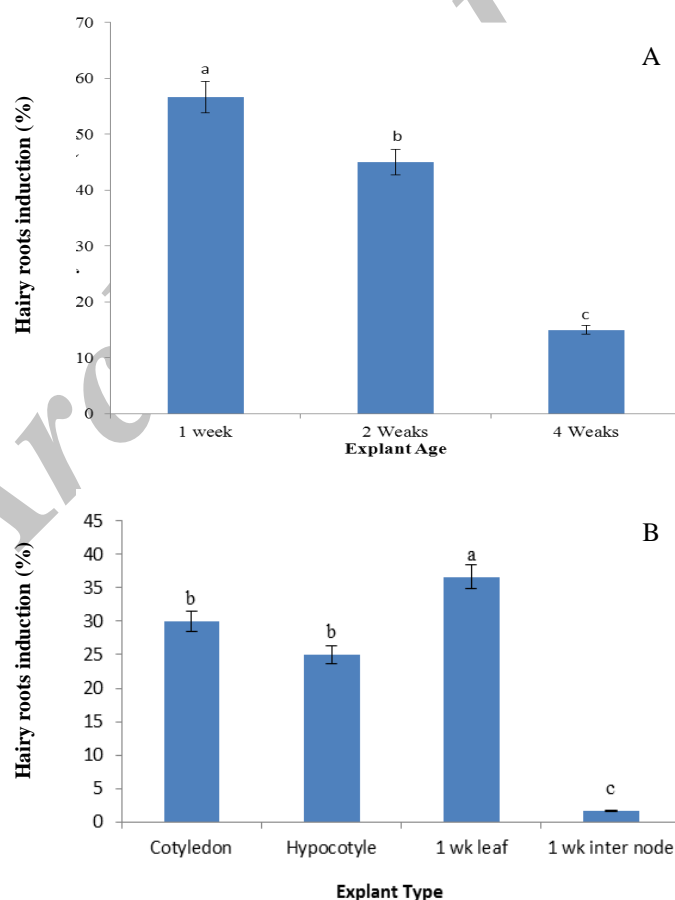 A
Hairy roots induction (%)
70
60
50
40
30
20
10
0
a
b
c
1 week
2 Weaks
4 Weaks
Explant Age
B
Hairy roots induction (%)
45
40
35
30
25
20
15
10
5
0
b
b
a
c
Cotyledon
Hypocotyle
1 wk leaf
1 wk inter node
Explant Type